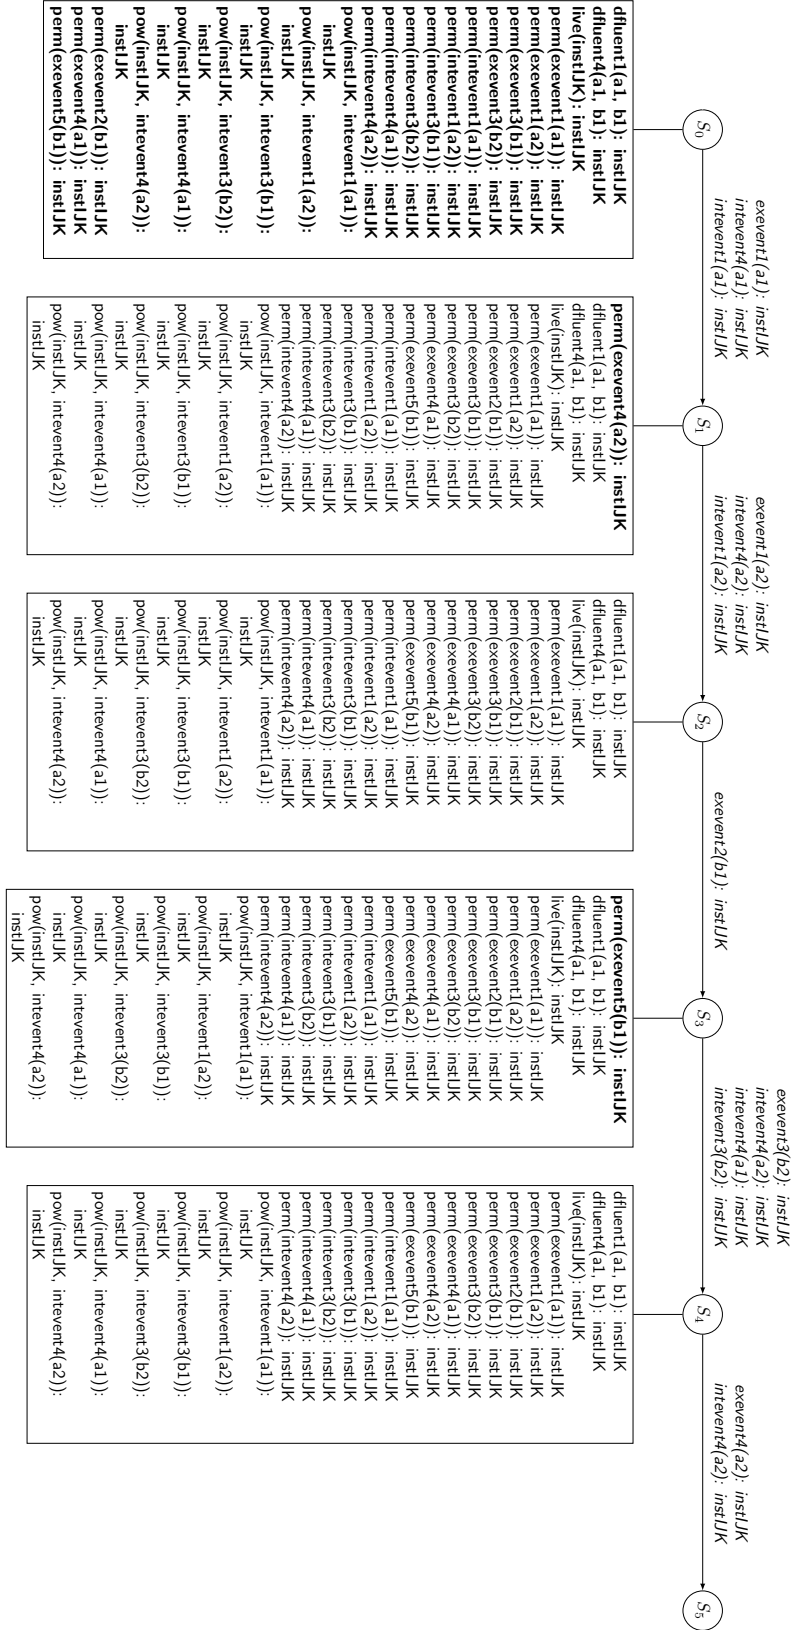 S0
exevent1(a1): instIJK
intevent4(a1): instIJK
intevent1(a1): instIJK
S1
exevent1(a2): instIJK
intevent4(a2): instIJK
intevent1(a2): instIJK
S2
exevent2(b1): instIJK
S3
exevent3(b2): instIJK
intevent4(a2): instIJK
intevent4(a1): instIJK
intevent3(b2): instIJK
S4
exevent4(a2): instIJK
intevent4(a2): instIJK
S5
dfluent1(a1, b1): instIJK
dfluent4(a1, b1): instIJK
live(instIJK): instIJK
perm(exevent1(a1)): instIJK
perm(exevent1(a2)): instIJK
perm(exevent3(b1)): instIJK
perm(exevent3(b2)): instIJK
perm(intevent1(a1)): instIJK
perm(intevent1(a2)): instIJK
perm(intevent3(b1)): instIJK
perm(intevent3(b2)): instIJK
perm(intevent4(a1)): instIJK
perm(intevent4(a2)): instIJK
pow(instIJK, intevent1(a1)):
instIJK
pow(instIJK, intevent1(a2)):
instIJK
pow(instIJK, intevent3(b1)):
instIJK
pow(instIJK, intevent3(b2)):
instIJK
pow(instIJK, intevent4(a1)):
instIJK
pow(instIJK, intevent4(a2)):
instIJK
perm(exevent2(b1)): instIJK
perm(exevent4(a1)): instIJK
perm(exevent5(b1)): instIJK
perm(exevent4(a2)): instIJK
dfluent1(a1, b1): instIJK
dfluent4(a1, b1): instIJK
live(instIJK): instIJK
perm(exevent1(a1)): instIJK
perm(exevent1(a2)): instIJK
perm(exevent2(b1)): instIJK
perm(exevent3(b1)): instIJK
perm(exevent3(b2)): instIJK
perm(exevent4(a1)): instIJK
perm(exevent5(b1)): instIJK
perm(intevent1(a1)): instIJK
perm(intevent1(a2)): instIJK
perm(intevent3(b1)): instIJK
perm(intevent3(b2)): instIJK
perm(intevent4(a1)): instIJK
perm(intevent4(a2)): instIJK
pow(instIJK, intevent1(a1)):
instIJK
pow(instIJK, intevent1(a2)):
instIJK
pow(instIJK, intevent3(b1)):
instIJK
pow(instIJK, intevent3(b2)):
instIJK
pow(instIJK, intevent4(a1)):
instIJK
pow(instIJK, intevent4(a2)):
instIJK
dfluent1(a1, b1): instIJK
dfluent4(a1, b1): instIJK
live(instIJK): instIJK
perm(exevent1(a1)): instIJK
perm(exevent1(a2)): instIJK
perm(exevent2(b1)): instIJK
perm(exevent3(b1)): instIJK
perm(exevent3(b2)): instIJK
perm(exevent4(a1)): instIJK
perm(exevent4(a2)): instIJK
perm(exevent5(b1)): instIJK
perm(intevent1(a1)): instIJK
perm(intevent1(a2)): instIJK
perm(intevent3(b1)): instIJK
perm(intevent3(b2)): instIJK
perm(intevent4(a1)): instIJK
perm(intevent4(a2)): instIJK
pow(instIJK, intevent1(a1)):
instIJK
pow(instIJK, intevent1(a2)):
instIJK
pow(instIJK, intevent3(b1)):
instIJK
pow(instIJK, intevent3(b2)):
instIJK
pow(instIJK, intevent4(a1)):
instIJK
pow(instIJK, intevent4(a2)):
instIJK
perm(exevent5(b1)): instIJK
dfluent1(a1, b1): instIJK
dfluent4(a1, b1): instIJK
live(instIJK): instIJK
perm(exevent1(a1)): instIJK
perm(exevent1(a2)): instIJK
perm(exevent2(b1)): instIJK
perm(exevent3(b1)): instIJK
perm(exevent3(b2)): instIJK
perm(exevent4(a1)): instIJK
perm(exevent4(a2)): instIJK
perm(exevent5(b1)): instIJK
perm(intevent1(a1)): instIJK
perm(intevent1(a2)): instIJK
perm(intevent3(b1)): instIJK
perm(intevent3(b2)): instIJK
perm(intevent4(a1)): instIJK
perm(intevent4(a2)): instIJK
pow(instIJK, intevent1(a1)):
instIJK
pow(instIJK, intevent1(a2)):
instIJK
pow(instIJK, intevent3(b1)):
instIJK
pow(instIJK, intevent3(b2)):
instIJK
pow(instIJK, intevent4(a1)):
instIJK
pow(instIJK, intevent4(a2)):
instIJK
dfluent1(a1, b1): instIJK
dfluent4(a1, b1): instIJK
live(instIJK): instIJK
perm(exevent1(a1)): instIJK
perm(exevent1(a2)): instIJK
perm(exevent2(b1)): instIJK
perm(exevent3(b1)): instIJK
perm(exevent3(b2)): instIJK
perm(exevent4(a1)): instIJK
perm(exevent4(a2)): instIJK
perm(exevent5(b1)): instIJK
perm(intevent1(a1)): instIJK
perm(intevent1(a2)): instIJK
perm(intevent3(b1)): instIJK
perm(intevent3(b2)): instIJK
perm(intevent4(a1)): instIJK
perm(intevent4(a2)): instIJK
pow(instIJK, intevent1(a1)):
instIJK
pow(instIJK, intevent1(a2)):
instIJK
pow(instIJK, intevent3(b1)):
instIJK
pow(instIJK, intevent3(b2)):
instIJK
pow(instIJK, intevent4(a1)):
instIJK
pow(instIJK, intevent4(a2)):
instIJK